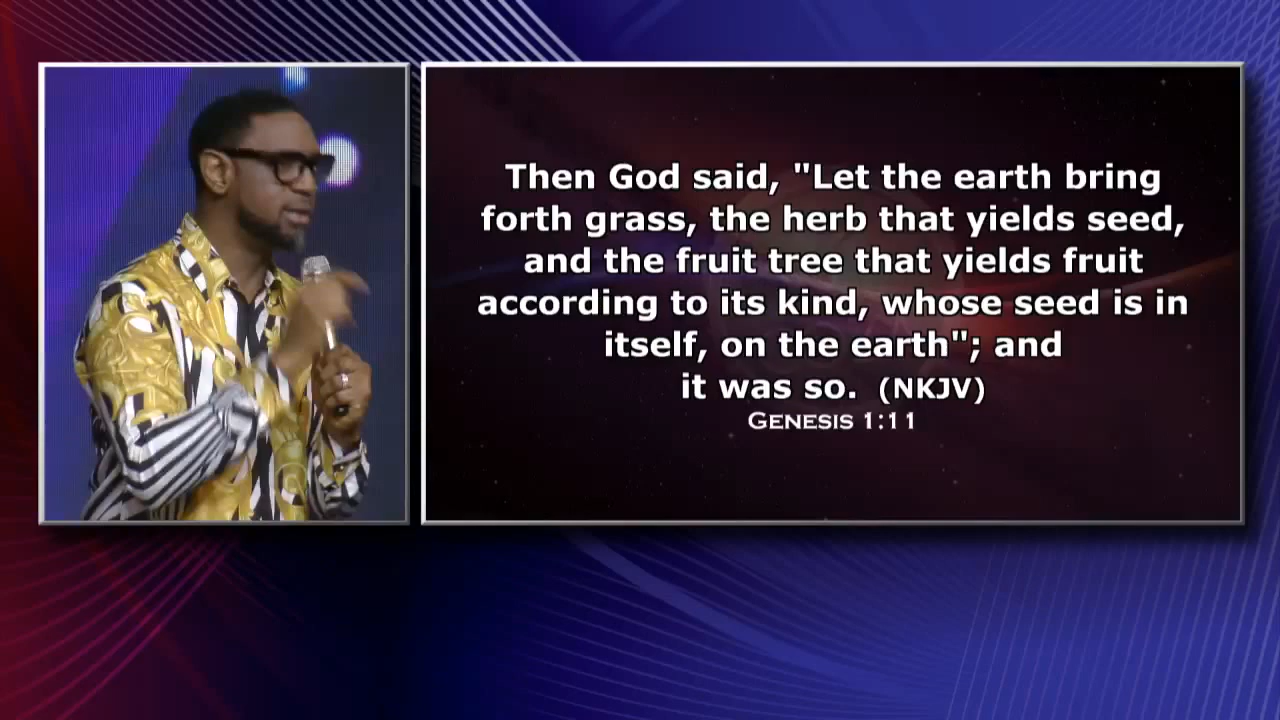 Then God said, "Let the earth bring
forth grass, the herb that yields seed,
and the fruit tree that yields fruit
according to its kind, whose seed is in
itself, on the earth"; and
it was so. (NKJV)
Genesis 1:11